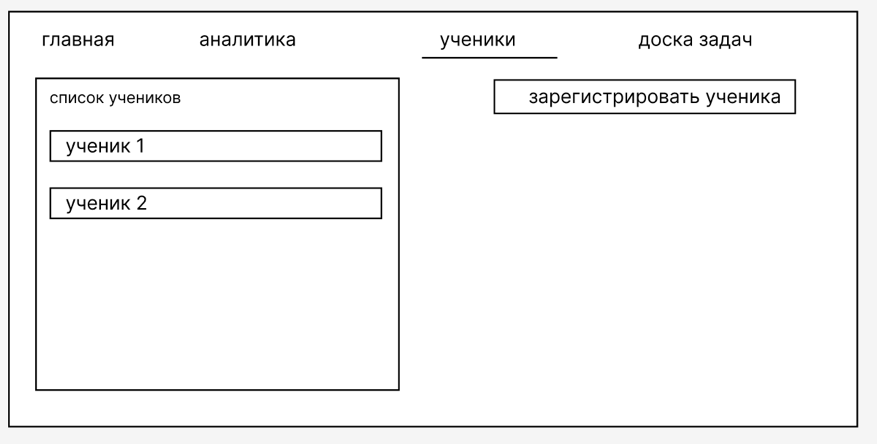 главная аналитика ученики доска задач
список учеников
зарегистрировать ученика
ученик 1
ученик 2